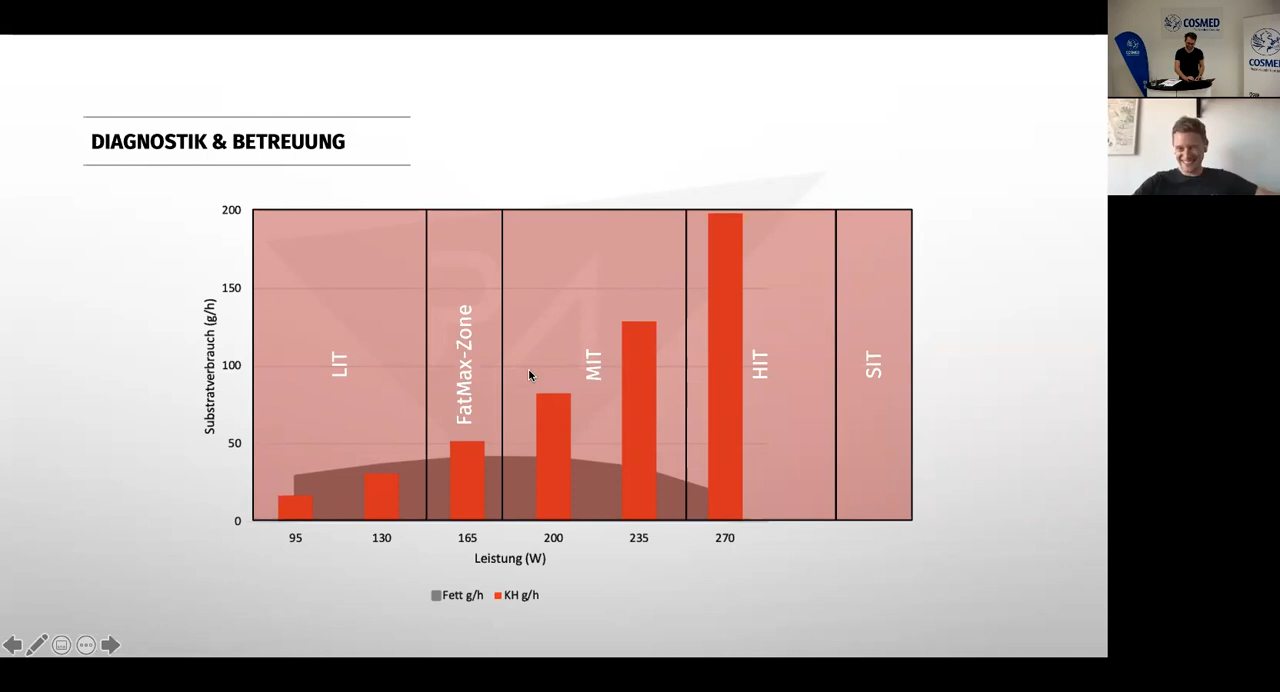 DIAGNOSTIK & BETREUUNG
200
150
100
50
0
Substratverbrauch (g/h)
LIT
FatMax-Zone
MIT
HIT
SIT
95 130 165 200 235 270
Leistung (W)
Fett g/h KH g/h
COSMED
COSMED
COSMED